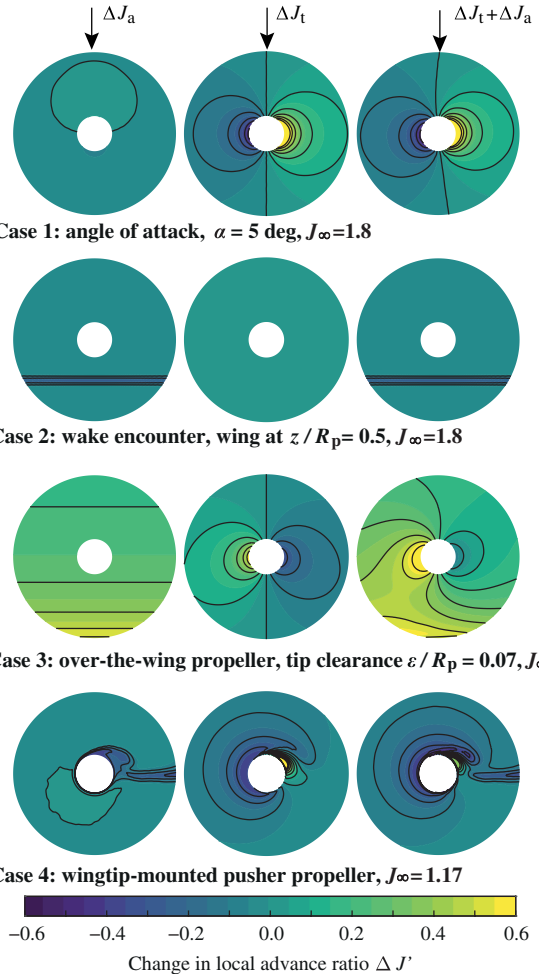 ΔJa ΔJt ΔJt+ΔJa
Case 1: angle of attack, α = 5 deg, J∞=1.8
Case 2: wake encounter, wing at z/Rp= 0.5, J∞=1.8
Case 3: over-the-wing propeller, tip clearance ε/Rp = 0.07, J∞
Case 4: wingtip-mounted pusher propeller, J∞=1.17
−0.6 −0.4 −0.2 0.0 0.2 0.4 0.6
Change in local advance ratio ΔJ'